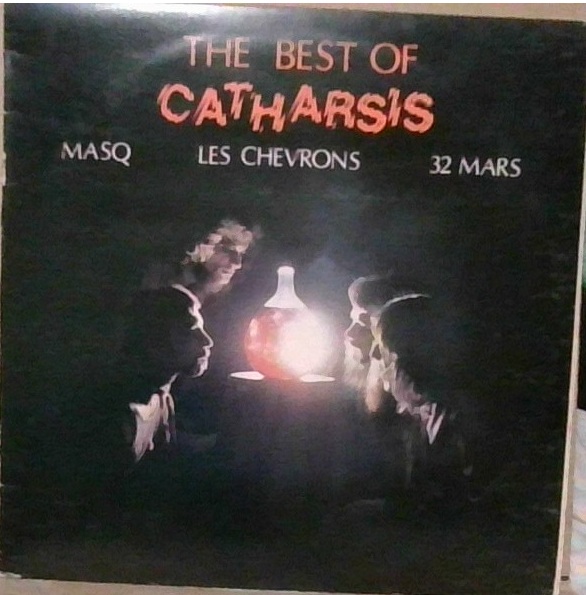 THE BEST OF
CATHARSIS
MASQ LES CHEVRONS 32 MARS